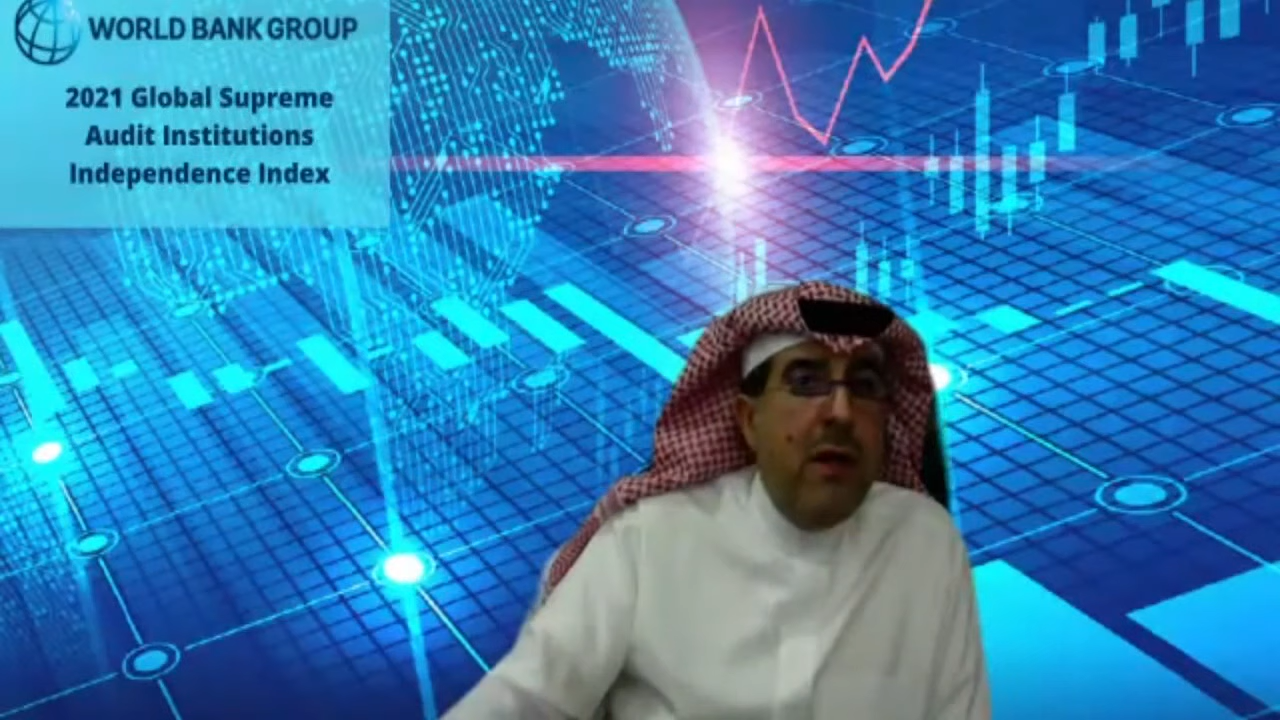 WORLD BANK GROUP
2021 Global Supreme
Audit Institutions
Independence Index